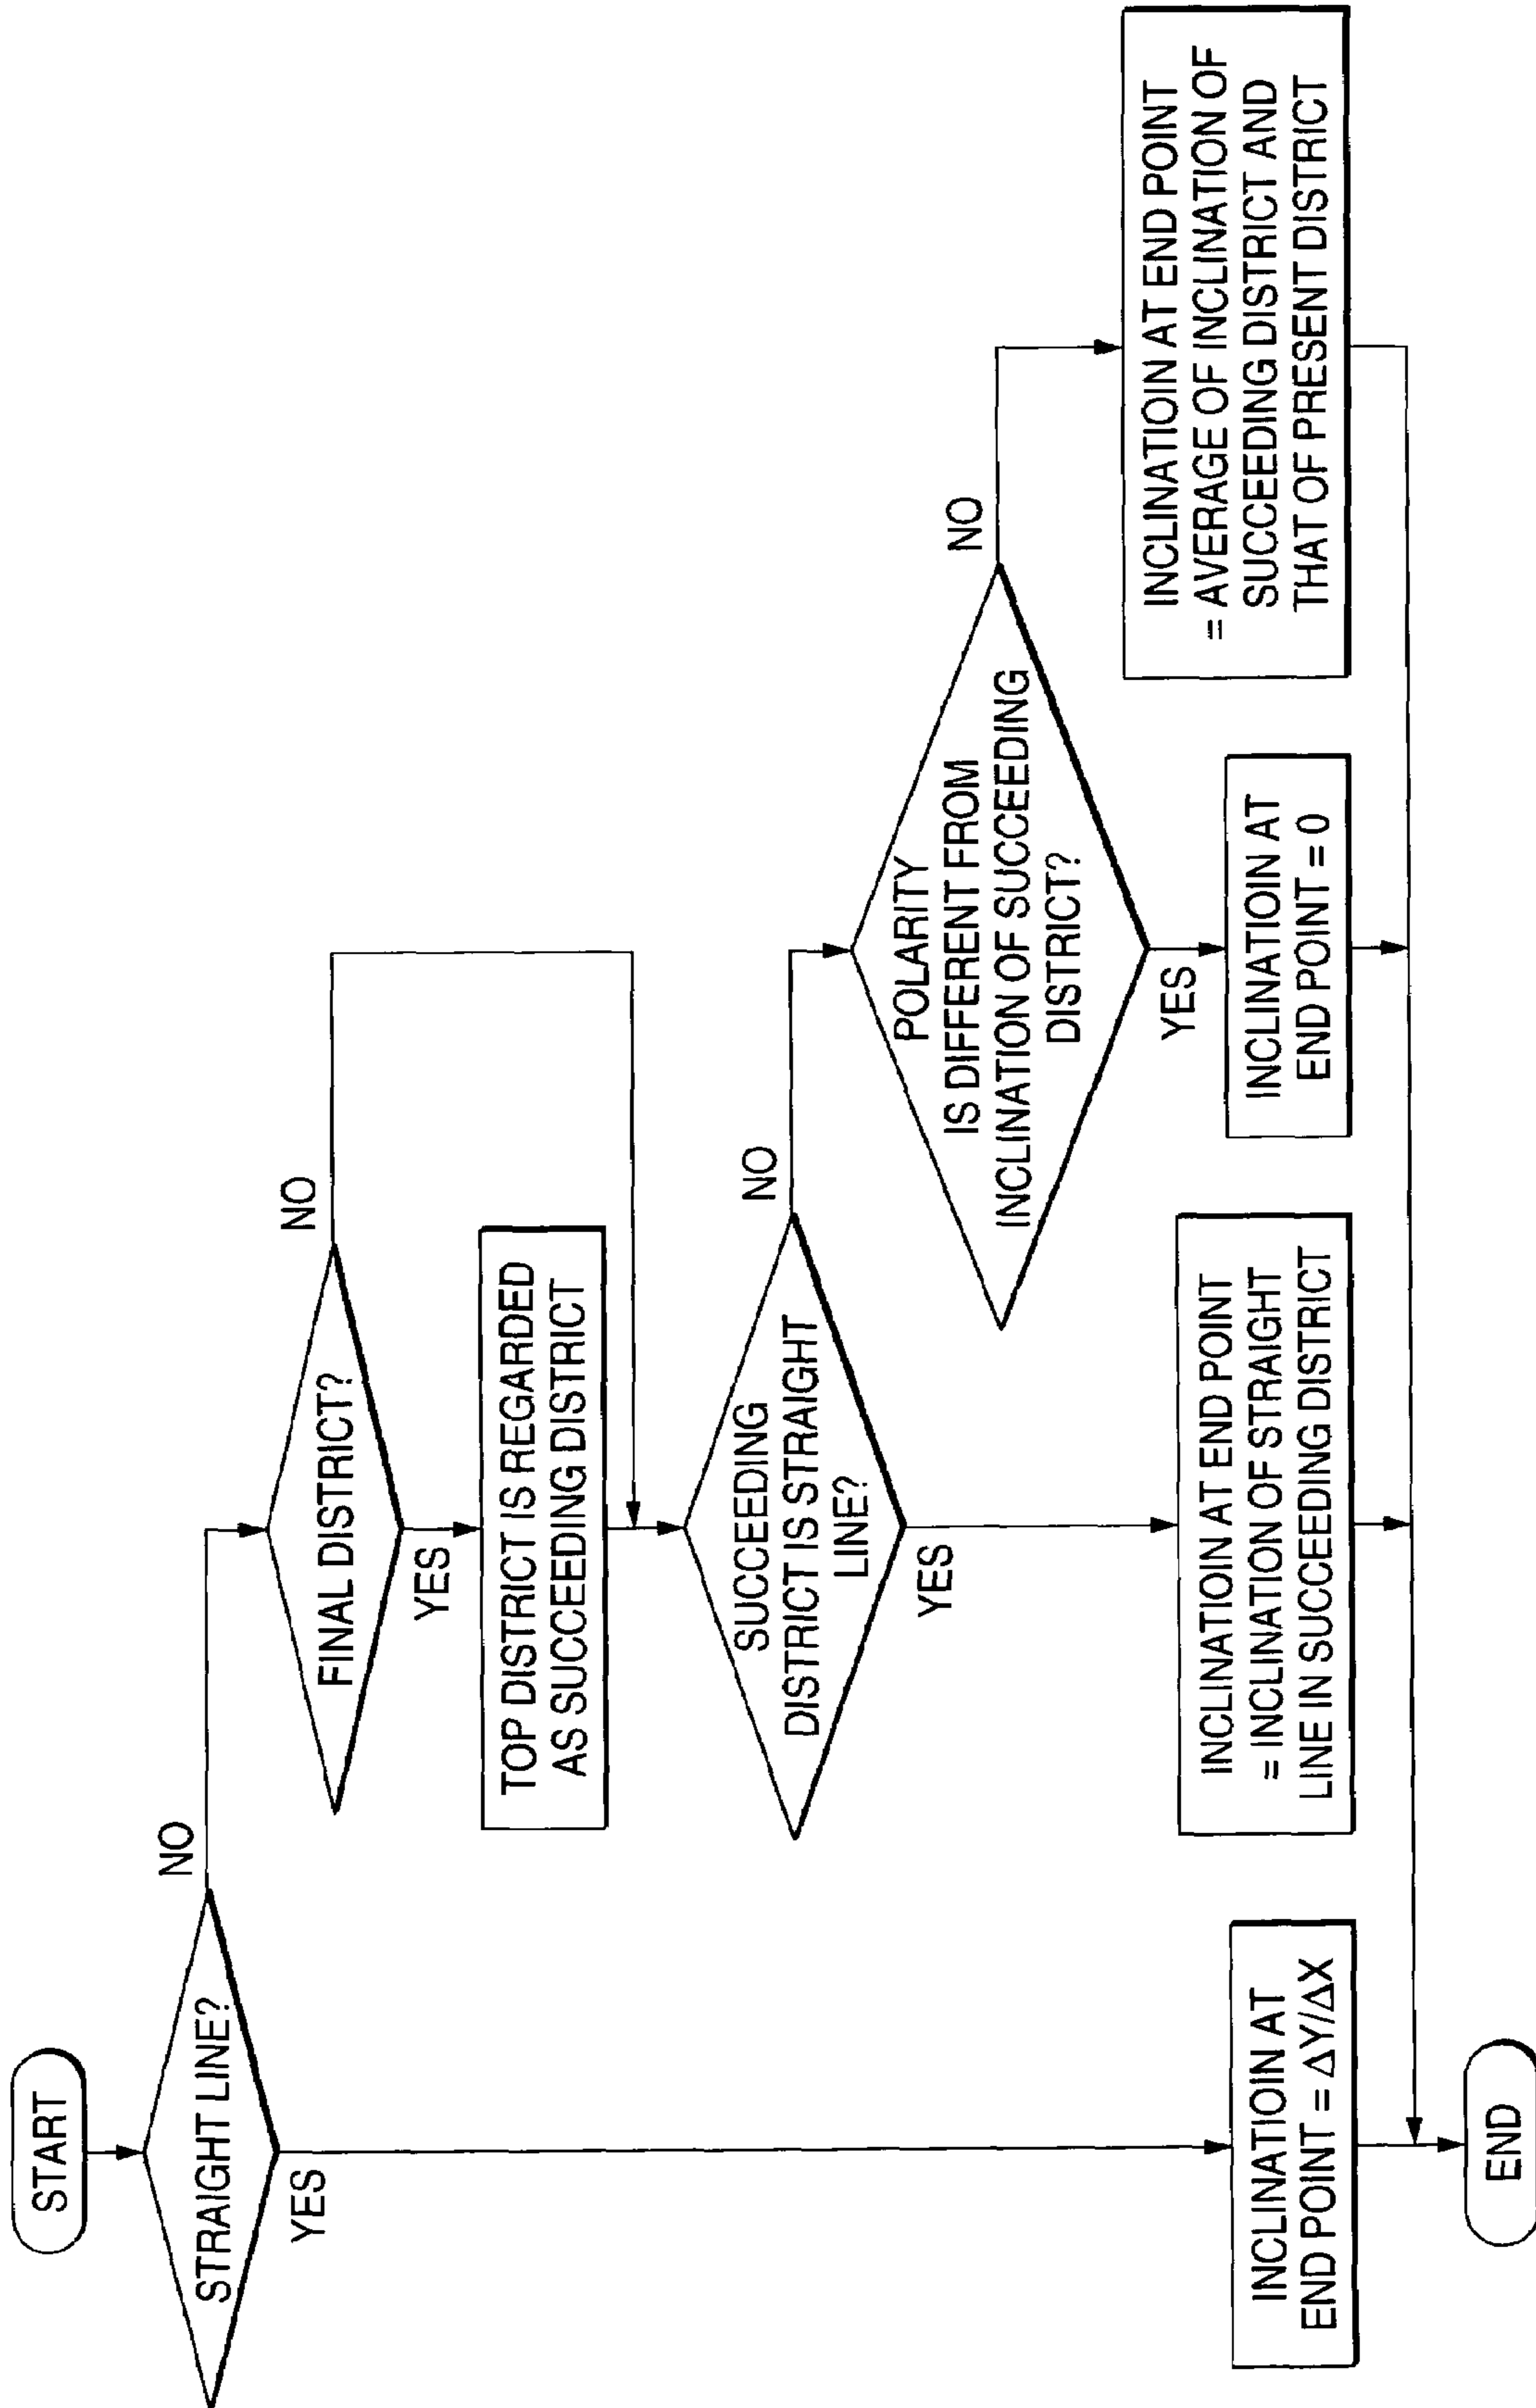 START
STRAIGHT LINE?
NO
YES
FINAL DISTRICT?
NO
YES
TOP DISTRICT IS REGARDED
AS SUCCEEDING DISTRICT
SUCCEEDING
DISTRICT IS STRAIGHT
LINE?
NO
YES
POLARITY
IS DIFFERENT FROM
INCLINATION OF SUCCEEDING
DISTRICT?
NO
YES
INCLINATIOIN AT
END POINT = ΔY/ΔX
INCLINATIOIN AT END POINT
= INCLINATION OF STRAIGHT
LINE IN SUCCEEDING DISTRICT
INCLINATIOIN AT
END POINT = 0
INCLINATIOIN AT END POINT
= AVERAGE OF INCLINATION OF
SUCCEEDING DISTRICT AND
THAT OF PRESENT DISTRICT
END